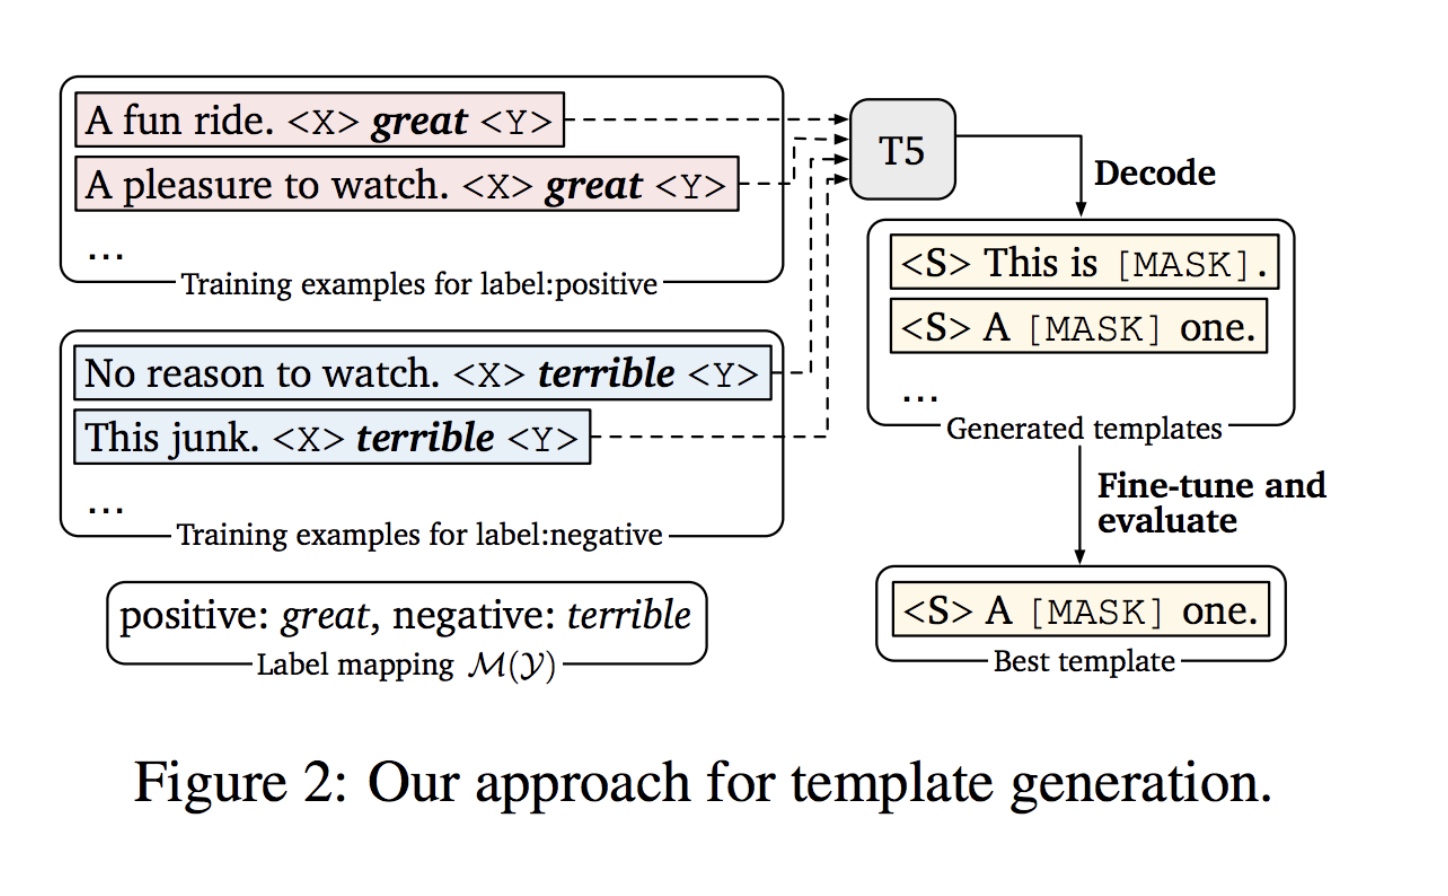 A fun ride. <X> great <Y>
A pleasure to watch. <X> great <Y>
...
Training examples for label:positive
No reason to watch. <X> terrible <Y>
This junk. <X> terrible <Y>
...
Training examples for label:negative
positive: great, negative: terrible
Label mapping ℳ(𝒴)
T5
Decode
<S> This is [MASK].
<S> A [MASK] one.
...
Generated templates
Fine-tune and
evaluate
<S> A [MASK] one.
Best template
Figure 2: Our approach for template generation.